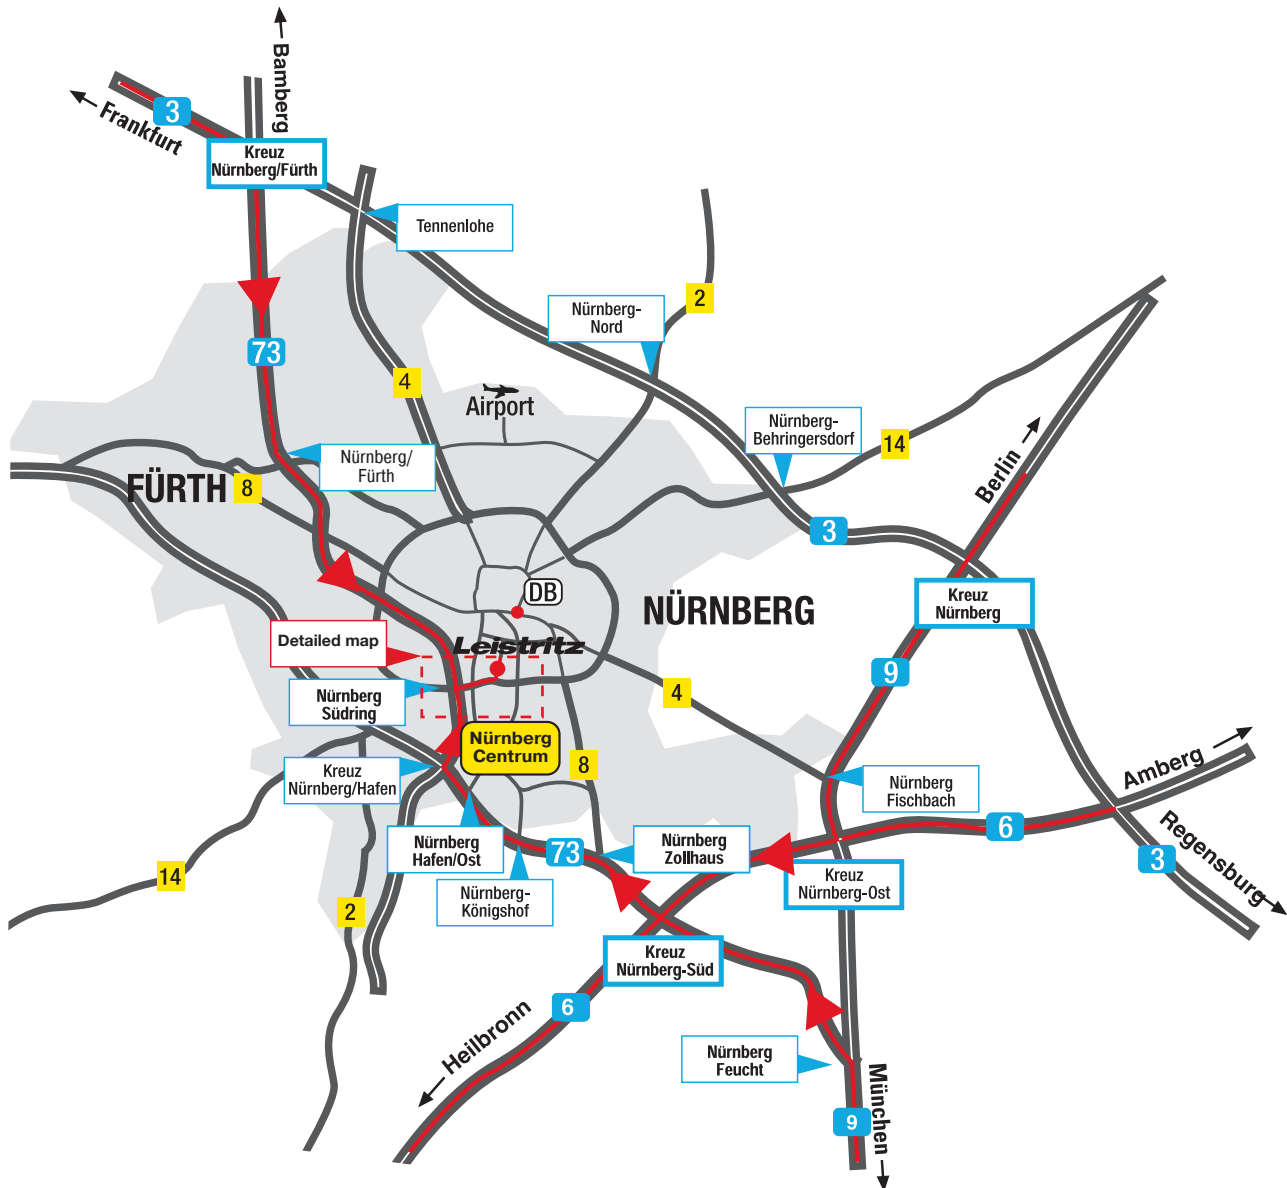 Bamberg
Frankfurt
3
Kreuz
Nürnberg/Fürth
Tennenlohe
2
Nürnberg-
Nord
73
4
Airport
Nürnberg-
Behringersdorf
14
Berlin
Nürnberg/
Fürth
FÜRTH
8
3
DB
NÜRNBERG
Kreuz
Nürnberg
Detailed map
Leistritz
9
4
Nürnberg
Südring
Nürnberg
Centrum
8
Kreuz
Nürnberg/Hafen
Nürnberg
Fischbach
Amberg
6
Regensburg
3
Nürnberg
Hafen/Ost
73
Nürnberg
Zollhaus
Kreuz
Nürnberg-Ost
14
2
Nürnberg-
Königshof
Kreuz
Nürnberg-Süd
6
Heilbronn
Nürnberg
Feucht
9
München